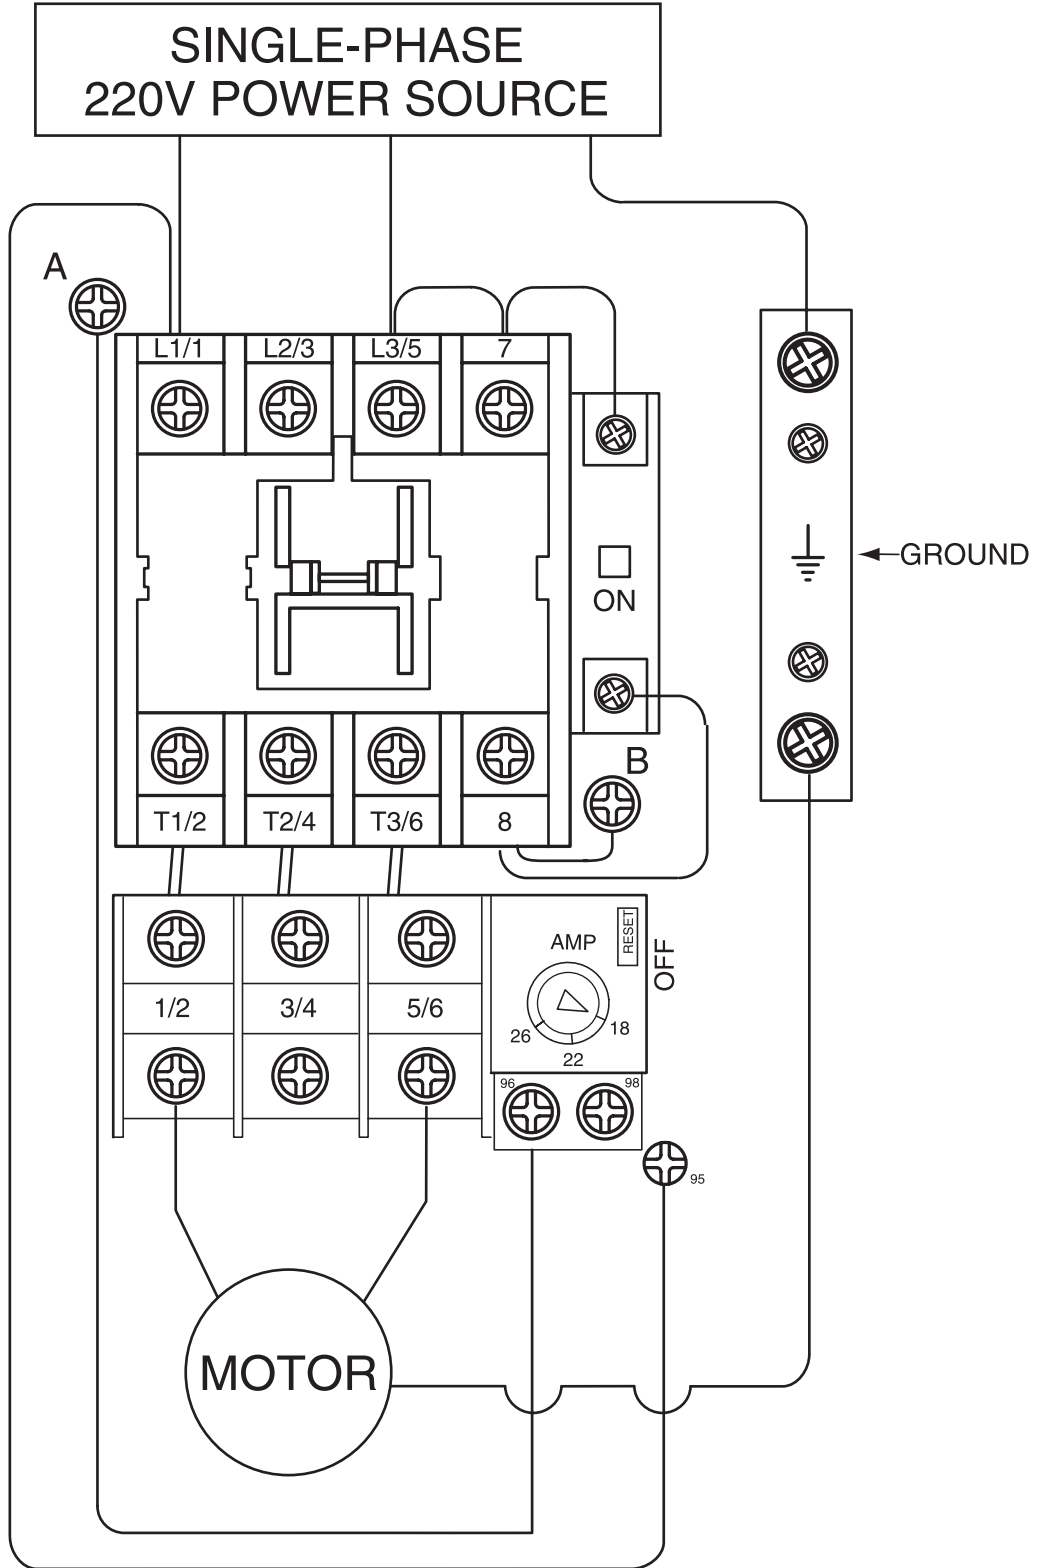 SINGLE-PHASE
220V POWER SOURCE
A
L1/1 L2/3 L3/5 7
GROUND
ON
B
T1/2 T2/4 T3/6 8
AMP
RESET
OFF
1/2 3/4 5/6
26 22 18
96 98
95
MOTOR